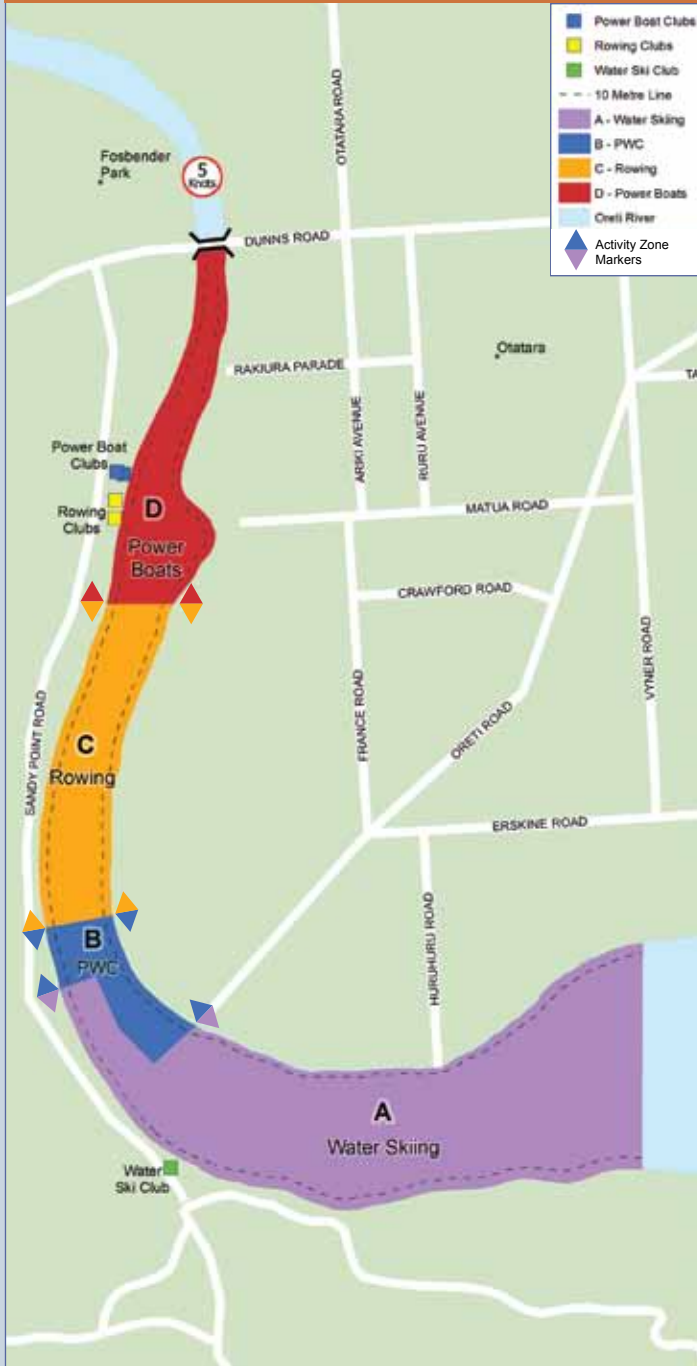 Power Boat Clubs
Rowing Clubs
Water Ski Club
10 Metre Line
A - Water Skiing
B - PWC
C - Rowing
D - Power Boats
Oreti River
Activity Zone
Markers
OTATARA ROAD
Fosbender
Park
5
Knots
DUNNS ROAD
Otatara
RAKIURA PARADE
TA
ARIKI AVENUE
RURU AVENUE
Power Boat
Clubs
Rowing
Clubs
D
Power
Boats
MATUA ROAD
CRAWFORD ROAD
VYNER ROAD
SANDY POINT ROAD
C
Rowing
FRANCE ROAD
ORETI ROAD
ERSKINE ROAD
HURUHURU ROAD
B
PWC
A
Water Skiing
Water
Ski Club